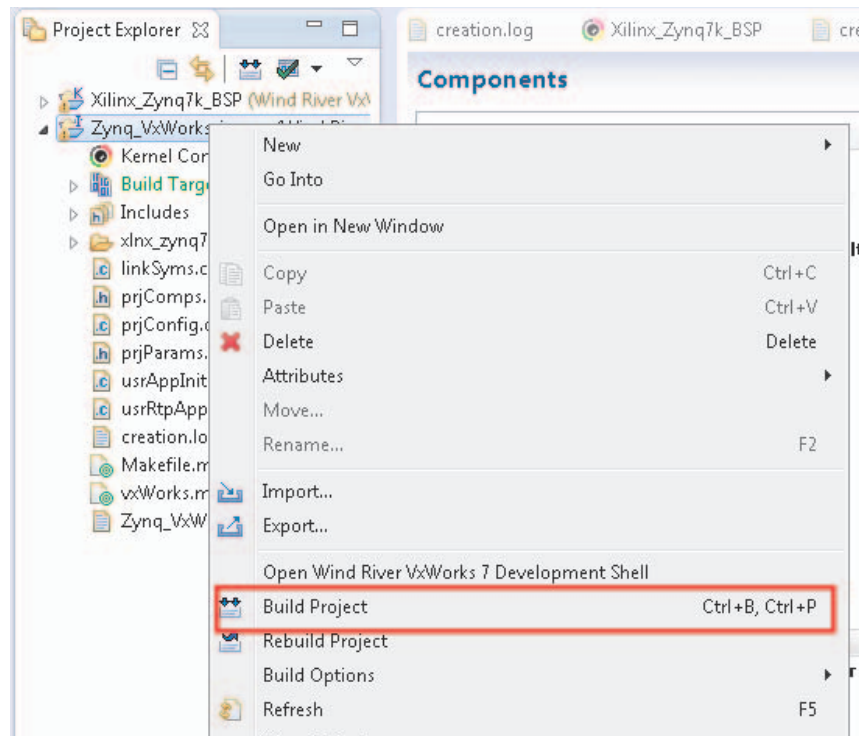 Project Explorer
creation.log Xilinx_Zynq7k_BSP cre
Components
Xilinx_Zynq7k_BSP (Wind River Vx
Zynq_VxWorks
Kernel Cor
Build Targ
Includes
xlnx_zynq7
linkSyms.c
prjComps.
prjConfig.c
prjParams.
usrAppInit
usrRtpApp
creation.lo
Makefile.m
vxWorks.m
Zynq_VxW
New
Go Into
Open in New Window
Copy Ctrl+C
Paste Ctrl+V
Delete Delete
Attributes
Move...
Rename... F2
Import...
Export...
Open Wind River VxWorks 7 Development Shell
Build Project Ctrl+B, Ctrl+P
Rebuild Project
Build Options
Refresh F5